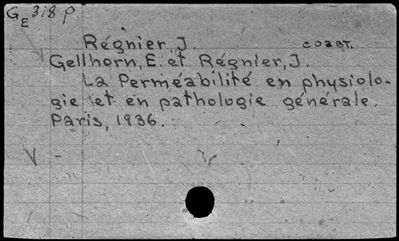 GE 318 p
Régnier, J. coaut.
Gellhorn, E. et Régnier, J.
La Perméabilité en physiolo-
gie et en pathologie générale.
Paris, 1936.
V -